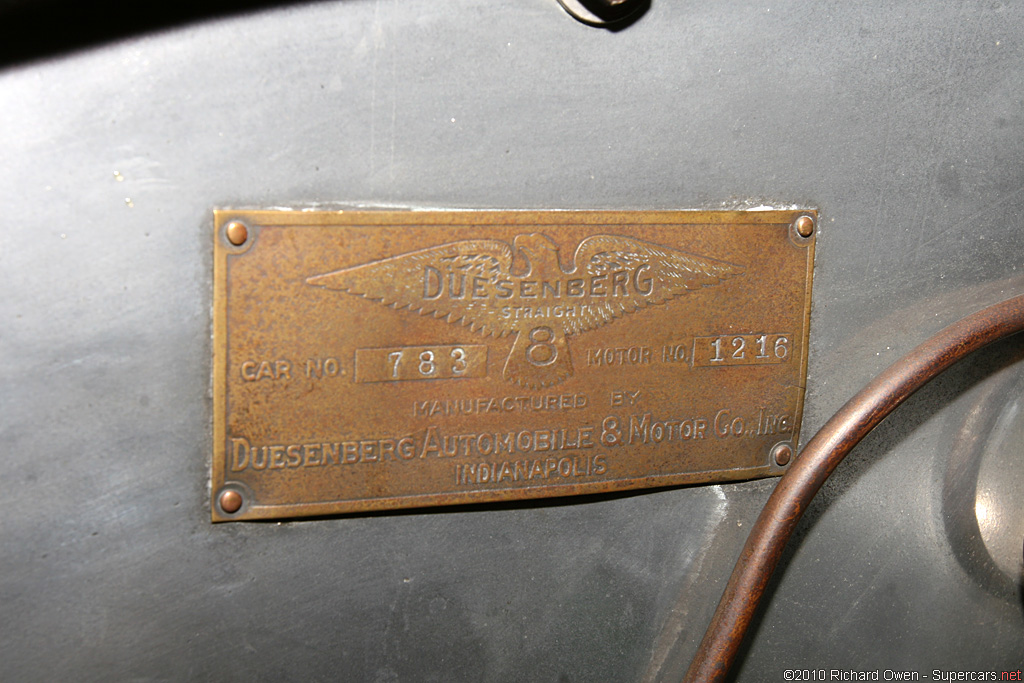 DUESENBERG
STRAIGHT
8
CAR NO. 783 MOTOR NO. 1216
MANUFACTURED BY
DUESENBERG AUTOMOBILE & MOTOR CO., INC.
INDIANAPOLIS
©2010 Richard Owen - Supercars.net